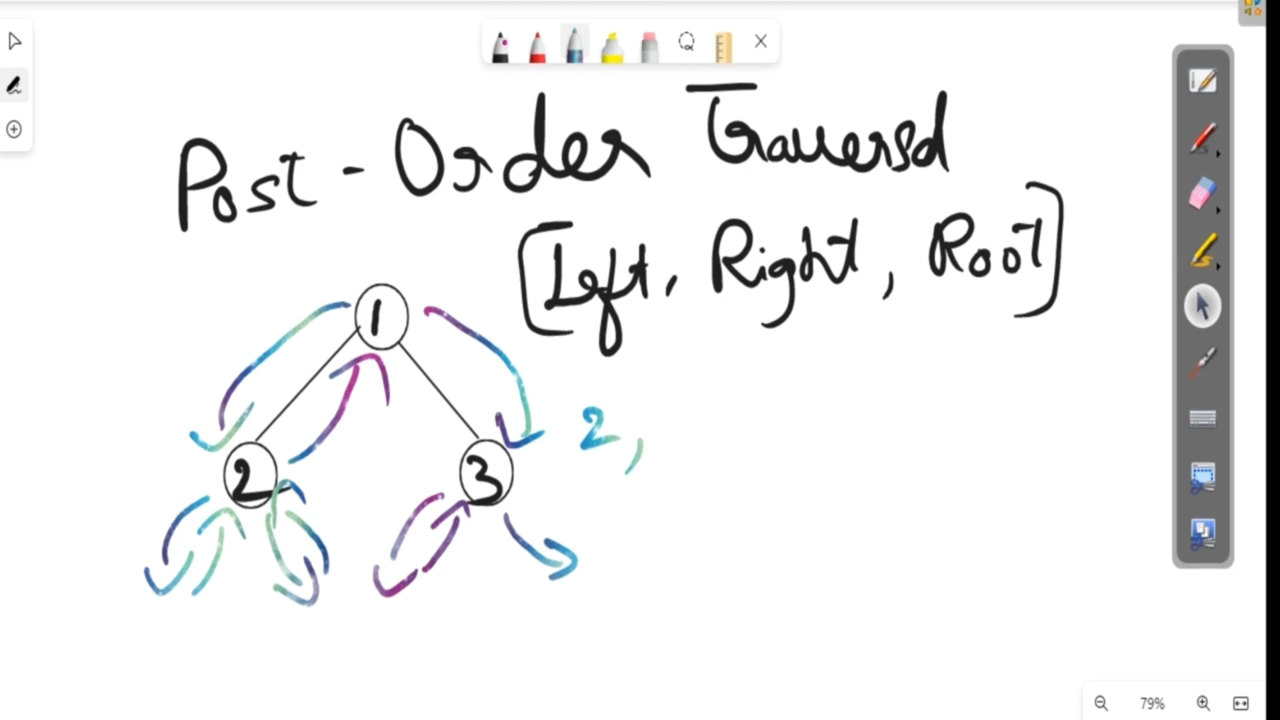 Post - Order Traversal
[Left, Right, Root]
1
2 3
2,
79%